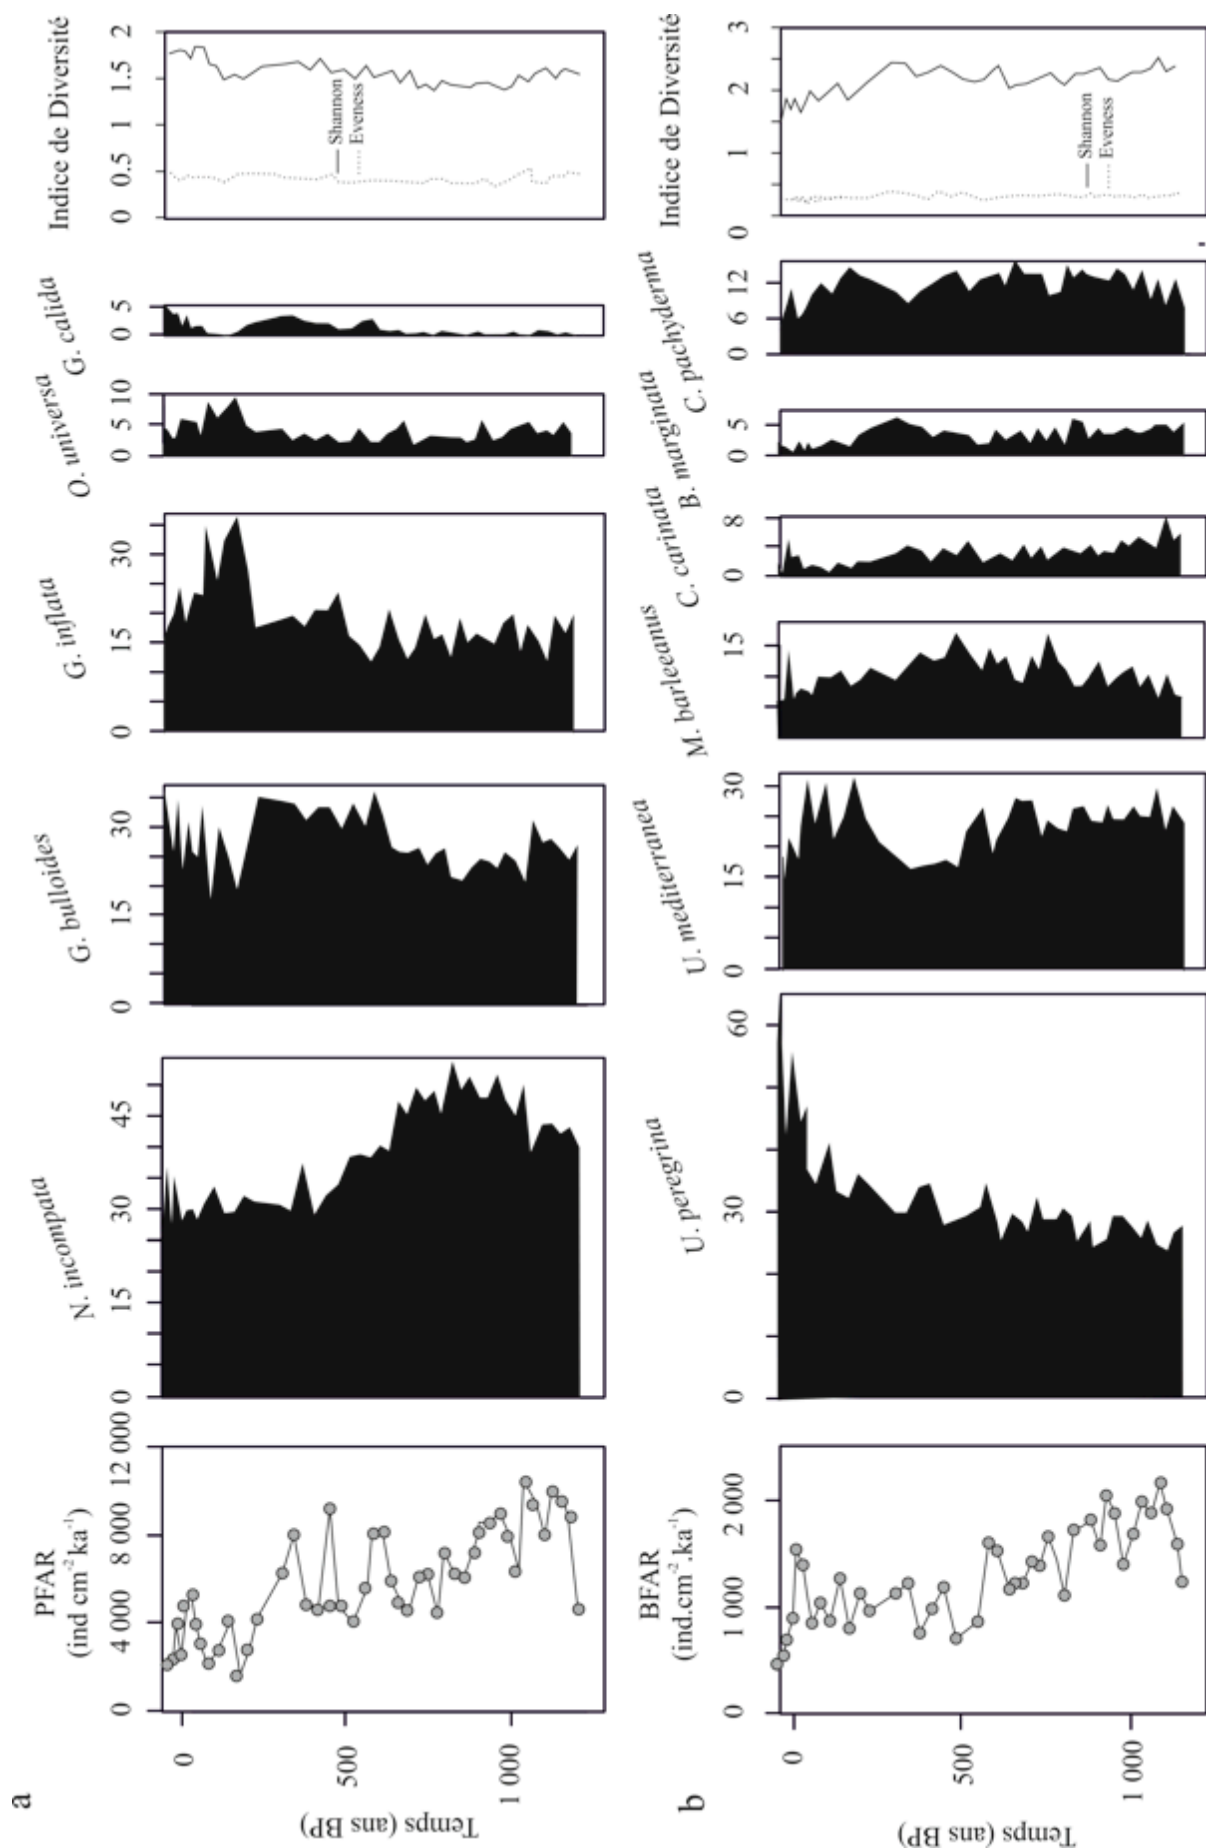 a
PFAR
(ind cm⁻² ka⁻¹)
N. incompata
G. bulloides
G. inflata
O. universa
G. calida
Indice de Diversité
0
4 000
8 000
12 000
0
15
30
45
0
15
30
0
15
30
0
5
10
0
5
0
0.5
1
1.5
2
Shannon
Eveness
0
500
1 000
Temps (ans BP)
b
BFAR
(ind.cm⁻².ka⁻¹)
U. peregrina
U. mediterranea
M. barleeanus
C. carinata
B. marginata
C. pachyderma
Indice de Diversité
0
1 000
2 000
0
30
60
0
15
30
15
0
8
0
5
0
6
12
0
1
2
3
Shannon
Eveness
0
500
1 000
Temps (ans BP)